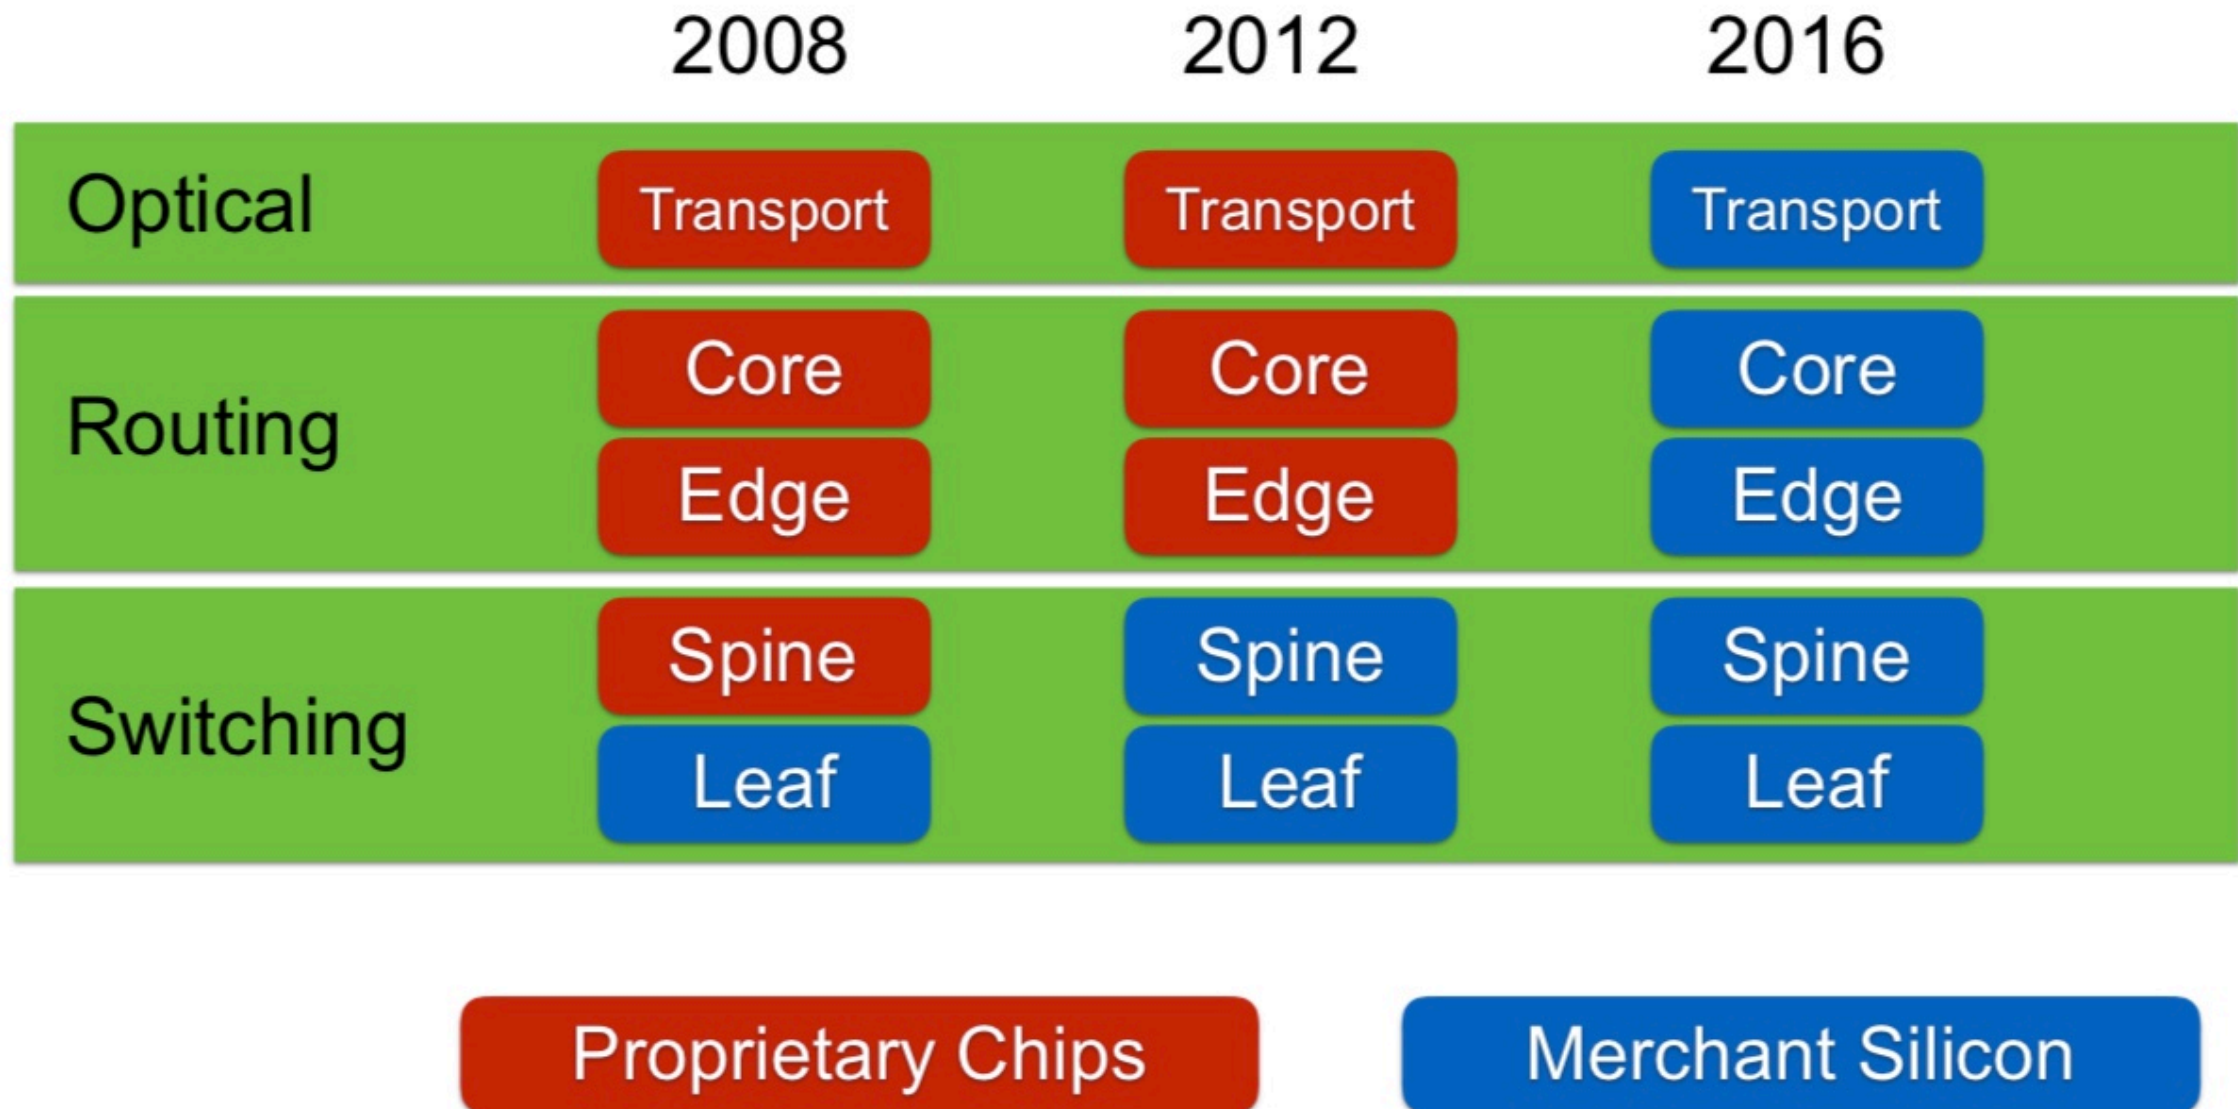 2008 2012 2016
Optical Transport Transport Transport
Routing
Core Core Core
Edge Edge Edge
Switching
Spine Spine Spine
Leaf Leaf Leaf
Proprietary Chips Merchant Silicon